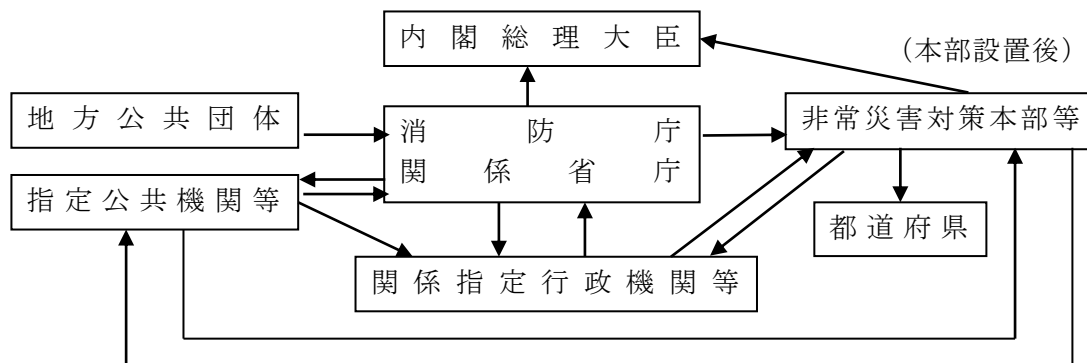 内閣総理大臣
（本部設置後）
地方公共団体
消防庁
関係省庁
非常災害対策本部等
指定公共機関等
都道府県
関係指定行政機関等